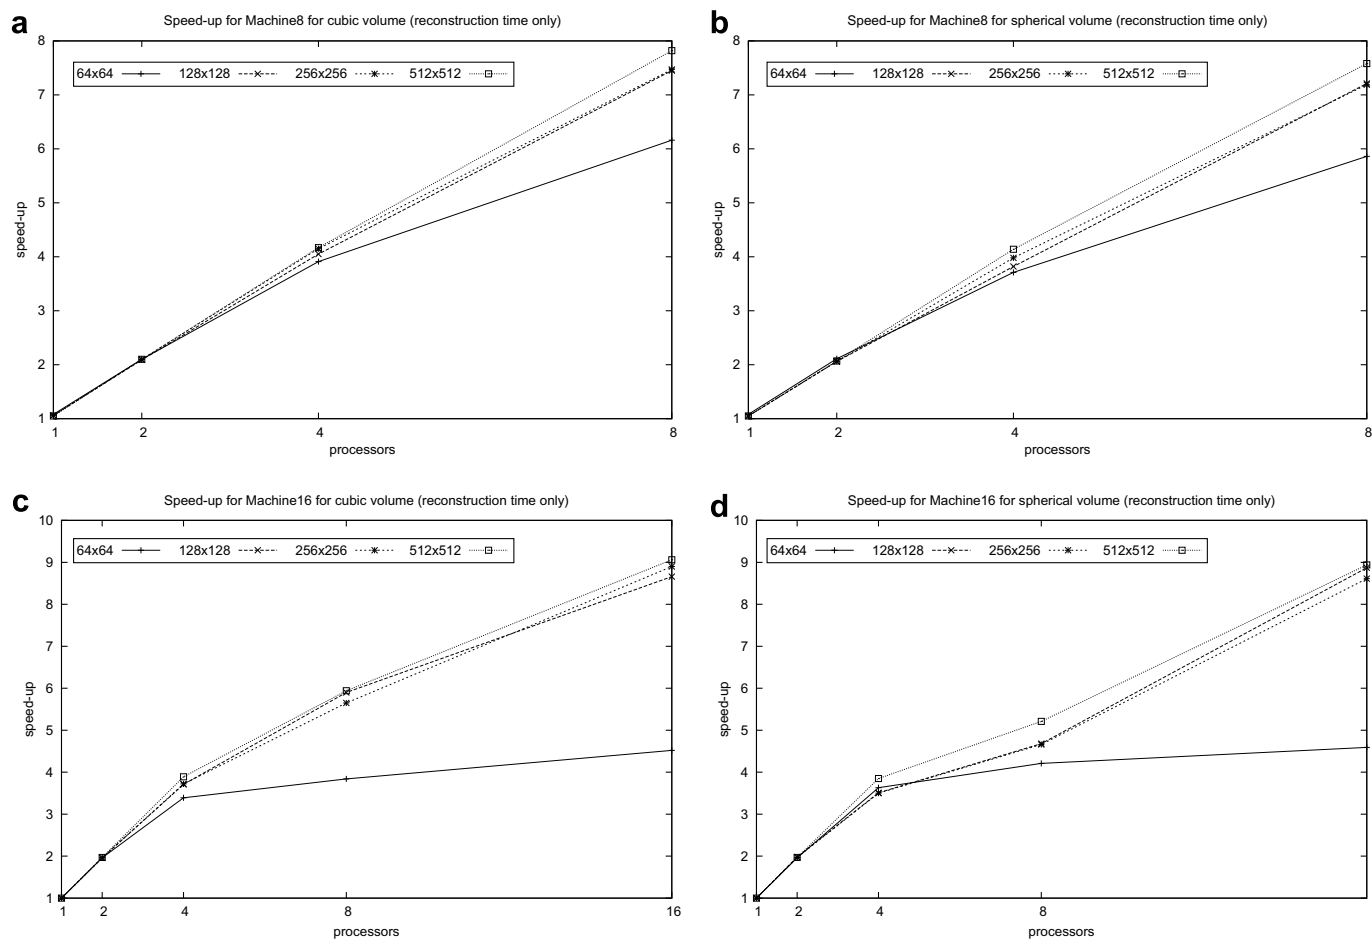 a
Speed-up for Machine8 for cubic volume (reconstruction time only)
8
7
6
5
4
3
2
1
64x64 128x128 256x256 512x512
speed-up
1 2 4 8
processors
b
Speed-up for Machine8 for spherical volume (reconstruction time only)
8
7
6
5
4
3
2
1
64x64 128x128 256x256 512x512
speed-up
1 2 4 8
processors
c
Speed-up for Machine16 for cubic volume (reconstruction time only)
10
9
8
7
6
5
4
3
2
1
64x64 128x128 256x256 512x512
speed-up
1 2 4 8 16
processors
d
Speed-up for Machine16 for spherical volume (reconstruction time only)
10
9
8
7
6
5
4
3
2
1
64x64 128x128 256x256 512x512
speed-up
1 2 4 8
processors